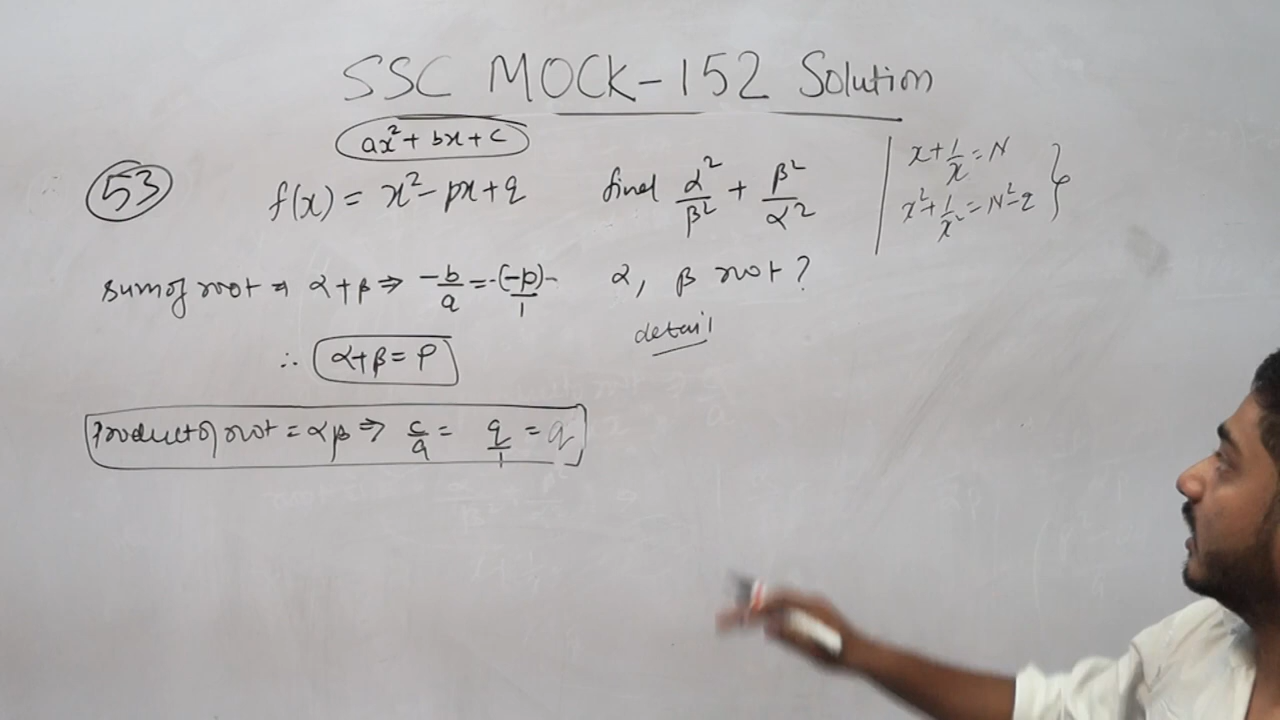 SSC MOCK-152 Solution
ax² + bx + c
53
f(x) = x² - px + q find α²/β² + β²/α²
x + 1/x = N
x² + 1/x² = N² - 2
sum of root ⇒ α + β ⇒ -b/a = -(-p)/1 α, β root?
detail
∴ α + β = P
Product of root = αβ ⇒ c/a = q/1 = q